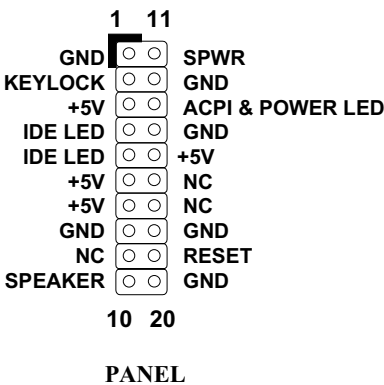 1 11
GND SPWR
KEYLOCK GND
+5V ACPI & POWER LED
IDE LED GND
IDE LED +5V
+5V NC
+5V NC
GND GND
NC RESET
SPEAKER GND
10 20
PANEL